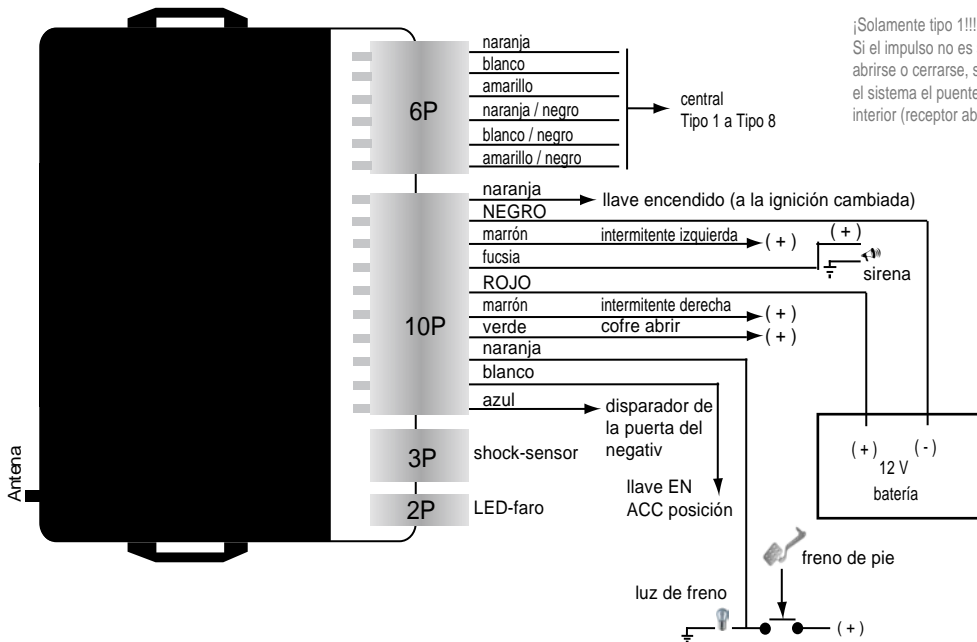 ¡Solamente tipo 1!!!
Si el impulso no es
abrirse o cerrarse, s
el sistema el puente
interior (receptor ab
6P
naranja
blanco
amarillo
naranja / negro
blanco / negro
amarillo / negro
central
Tipo 1 a Tipo 8
10P
naranja
llave encendido (a la ignición cambiada)
NEGRO
marrón
intermitente izquierda
( + )
( + )
fucsia
sirena
ROJO
marrón
intermitente derecha
( + )
verde
cofre abrir
( + )
naranja
blanco
azul
disparador de
la puerta del
negativ
3P
shock-sensor
2P
LED-faro
llave EN
ACC posición
( + )
( - )
12 V
batería
Antena
freno de pie
luz de freno
( + )